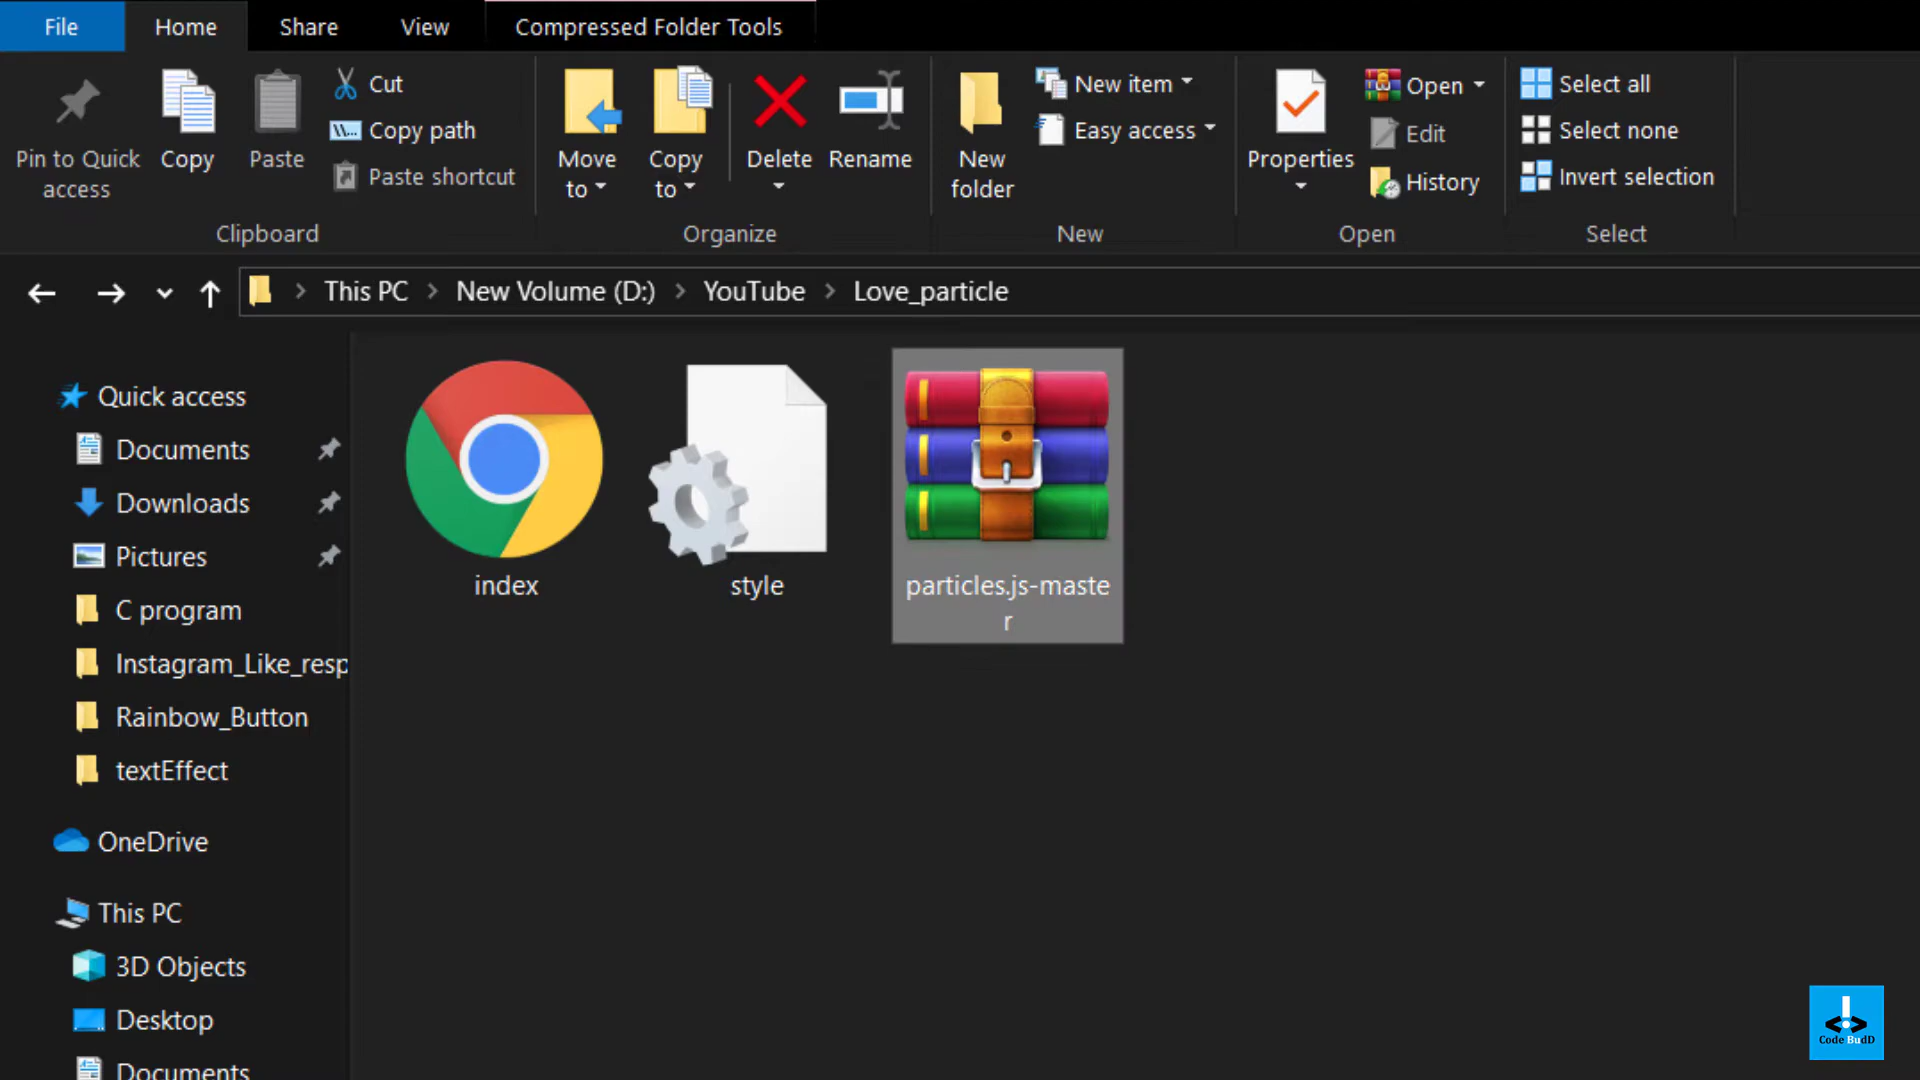 File Home Share View Compressed Folder Tools
Pin to Quick access
Copy
Paste
Cut
Copy path
Paste shortcut
Clipboard
Move to
Copy to
Delete
Rename
Organize
New folder
New item
Easy access
New
Properties
Open
Edit
History
Open
Select all
Select none
Invert selection
Select
This PC > New Volume (D:) > YouTube > Love_particle
Quick access
Documents
Downloads
Pictures
C program
Instagram_Like_resp
Rainbow_Button
textEffect
OneDrive
This PC
3D Objects
Desktop
Documents
index
style
particles.js-maste
r
Code BudD